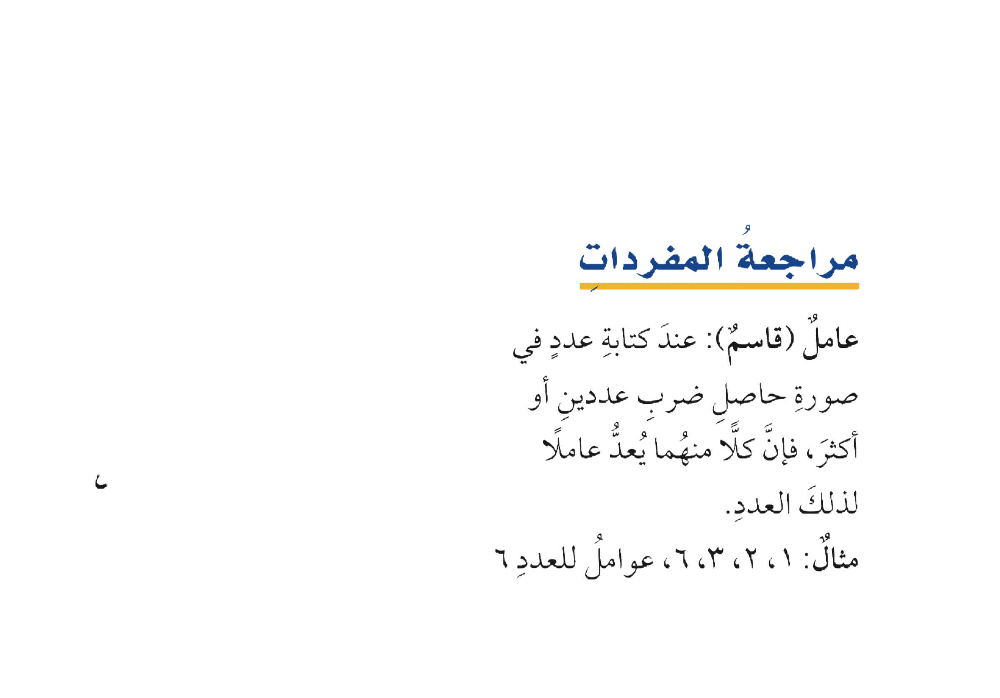 مراجعةُ المفرداتِ
عاملٌ (قاسمٌ): عندَ كتابةِ عددٍ في
صورةِ حاصلِ ضربِ عددينِ أو
أكثرَ، فإنَّ كلًّا منهُما يُعدُّ عاملًا
لذلكَ العددِ.
مثالٌ: ١، ٢، ٣، ٦، عواملُ للعددِ ٦